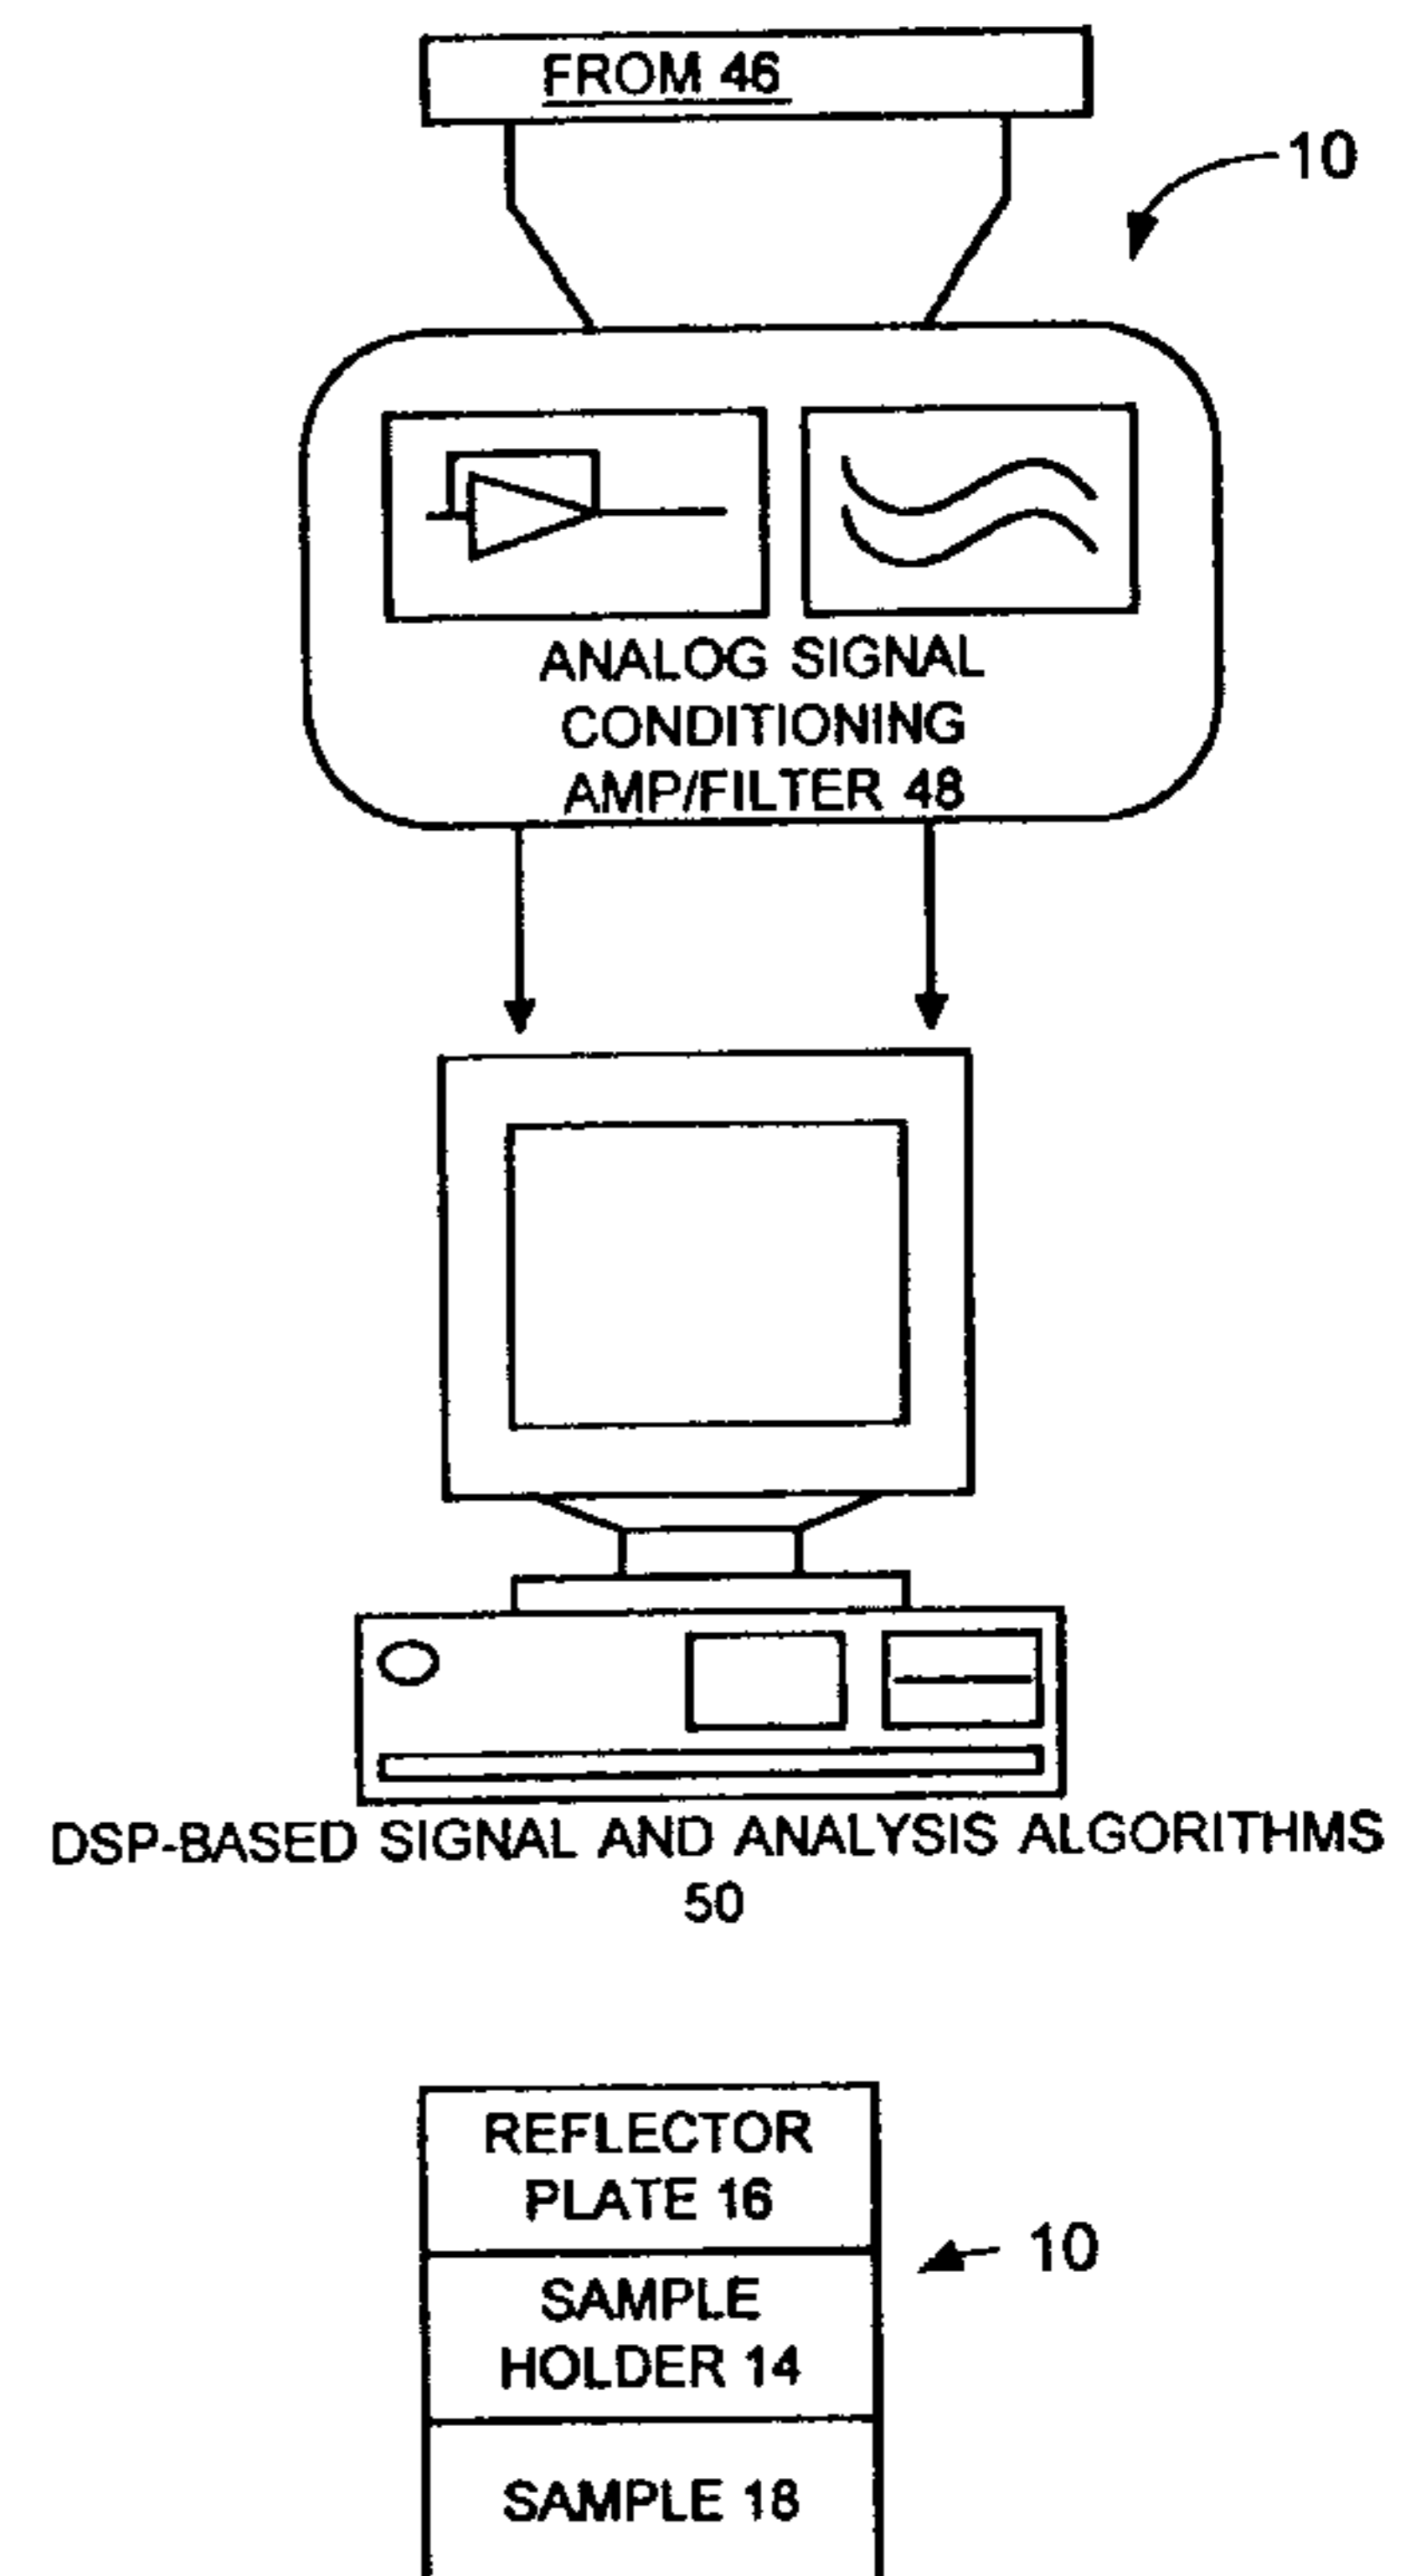 FROM 46
10
ANALOG SIGNAL
CONDITIONING
AMP/FILTER 48
DSP-BASED SIGNAL AND ANALYSIS ALGORITHMS
50
REFLECTOR
PLATE 16
10
SAMPLE
HOLDER 14
SAMPLE 18